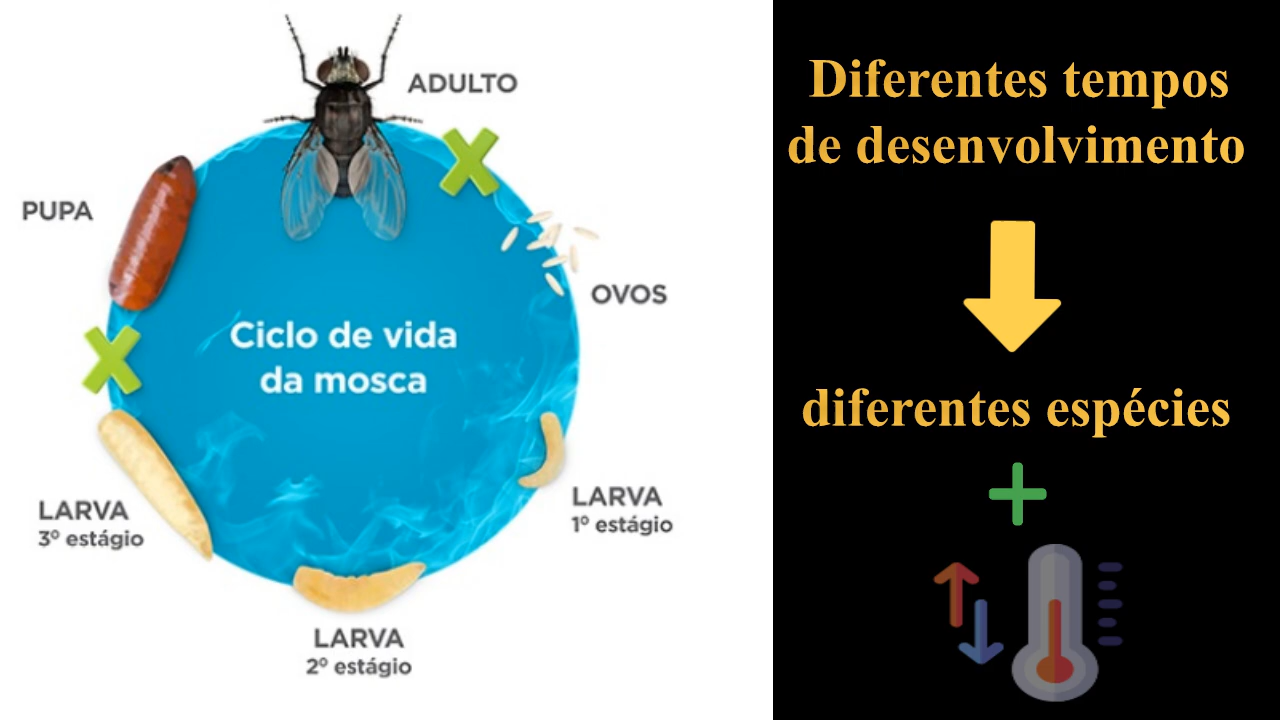 ADULTO
PUPA
OVOS
Ciclo de vida
da mosca
LARVA
1º estágio
LARVA
3º estágio
LARVA
2º estágio
Diferentes tempos
de desenvolvimento
diferentes espécies